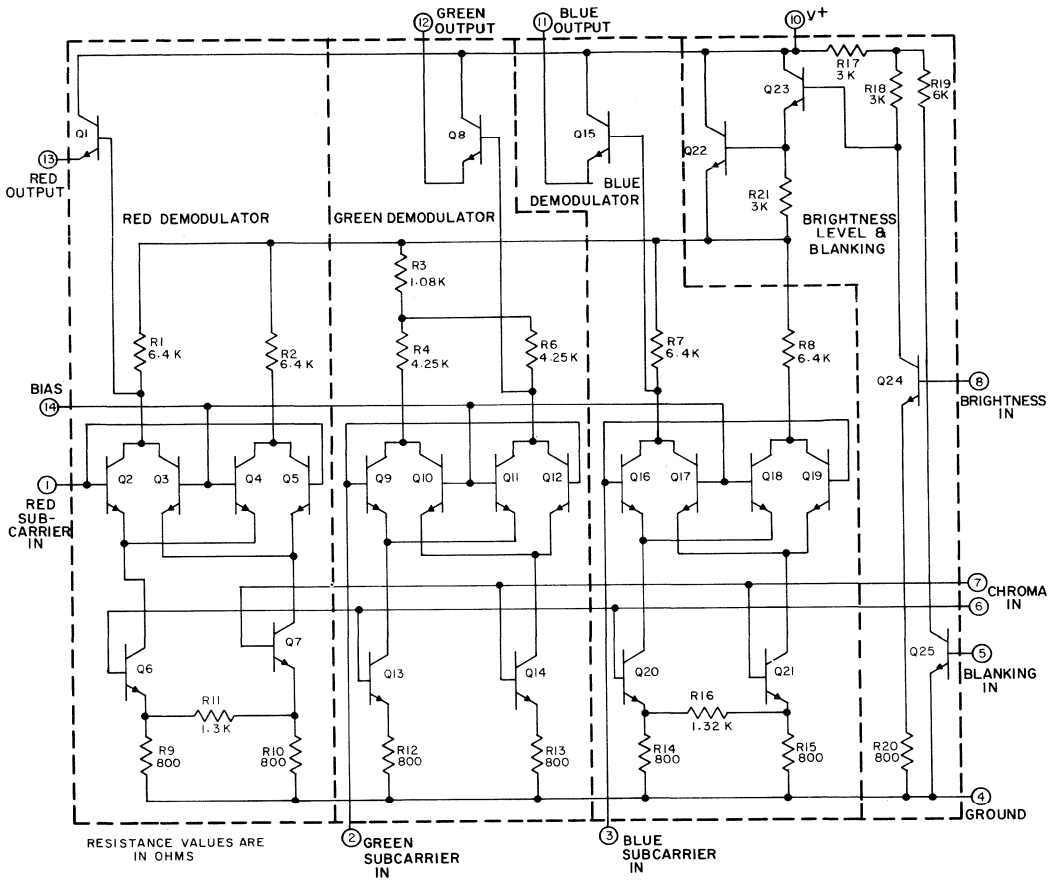 12
GREEN
OUTPUT
11
BLUE
OUTPUT
10
V+
R17
3K
R18
3K
R19
6K
Q23
Q1
Q8
Q15
Q22
13
RED
OUTPUT
R21
3K
BLUE
DEMODULATOR
RED DEMODULATOR
GREEN DEMODULATOR
BRIGHTNESS
LEVEL &
BLANKING
R3
1.08K
R1
6.4K
R2
6.4K
R4
4.25K
R6
4.25K
R7
6.4K
R8
6.4K
Q24
8
BRIGHTNESS
IN
BIAS
14
1
RED
SUB-
CARRIER
IN
Q2
Q3
Q4
Q5
Q9
Q10
Q11
Q12
Q16
Q17
Q18
Q19
7
CHROMA
IN
6
Q6
Q7
Q13
Q14
Q20
Q21
Q25
5
BLANKING
IN
R11
1.3K
R16
1.32K
R9
800
R10
800
R12
800
R13
800
R14
800
R15
800
R20
800
4
GROUND
RESISTANCE VALUES ARE
IN OHMS
2
GREEN
SUBCARRIER
IN
3
BLUE
SUBCARRIER
IN